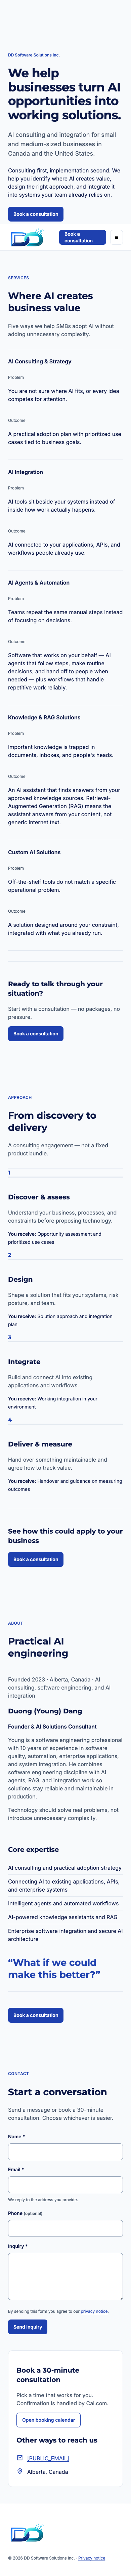 DD Software Solutions Inc.
We help
businesses turn AI
opportunities into
working solutions.
AI consulting and integration for small
and medium-sized businesses in
Canada and the United States.
Consulting first, implementation second. We
help you identify where AI creates value,
design the right approach, and integrate it
into systems your team already relies on.
Book a consultation
DD
Book a
consultation
SERVICES
Where AI creates
business value
Five ways we help SMBs adopt AI without
adding unnecessary complexity.
AI Consulting & Strategy
Problem
You are not sure where AI fits, or every idea
competes for attention.
Outcome
A practical adoption plan with prioritized use
cases tied to business goals.
AI Integration
Problem
AI tools sit beside your systems instead of
inside how work actually happens.
Outcome
AI connected to your applications, APIs, and
workflows people already use.
AI Agents & Automation
Problem
Teams repeat the same manual steps instead
of focusing on decisions.
Outcome
Software that works on your behalf — AI
agents that follow steps, make routine
decisions, and hand off to people when
needed — plus workflows that handle
repetitive work reliably.
Knowledge & RAG Solutions
Problem
Important knowledge is trapped in
documents, inboxes, and people's heads.
Outcome
An AI assistant that finds answers from your
approved knowledge sources. Retrieval-
Augmented Generation (RAG) means the
assistant answers from your content, not
generic internet text.
Custom AI Solutions
Problem
Off-the-shelf tools do not match a specific
operational problem.
Outcome
A solution designed around your constraint,
integrated with what you already run.
Ready to talk through your
situation?
Start with a consultation — no packages, no
pressure.
Book a consultation
APPROACH
From discovery to
delivery
A consulting engagement — not a fixed
product bundle.
1
Discover & assess
Understand your business, processes, and
constraints before proposing technology.
You receive: Opportunity assessment and
prioritized use cases
2
Design
Shape a solution that fits your systems, risk
posture, and team.
You receive: Solution approach and integration
plan
3
Integrate
Build and connect AI into existing
applications and workflows.
You receive: Working integration in your
environment
4
Deliver & measure
Hand over something maintainable and
agree how to track value.
You receive: Handover and guidance on measuring
outcomes
See how this could apply to your
business
Book a consultation
ABOUT
Practical AI
engineering
Founded 2023 · Alberta, Canada · AI
consulting, software engineering, and AI
integration
Duong (Young) Dang
Founder & AI Solutions Consultant
Young is a software engineering professional
with 10 years of experience in software
quality, automation, enterprise applications,
and system integration. He combines
software engineering discipline with AI
agents, RAG, and integration work so
solutions stay reliable and maintainable in
production.
Technology should solve real problems, not
introduce unnecessary complexity.
Core expertise
AI consulting and practical adoption strategy
Connecting AI to existing applications, APIs,
and enterprise systems
Intelligent agents and automated workflows
AI-powered knowledge assistants and RAG
Enterprise software integration and secure AI
architecture
“What if we could
make this better?”
Book a consultation
CONTACT
Start a conversation
Send a message or book a 30-minute
consultation. Choose whichever is easier.
Name *
Email *
We reply to the address you provide.
Phone (optional)
Inquiry *
By sending this form you agree to our privacy notice.
Send inquiry
Book a 30-minute
consultation
Pick a time that works for you.
Confirmation is handled by Cal.com.
Open booking calendar
Other ways to reach us
[PUBLIC_EMAIL]
Alberta, Canada
DD
© 2026 DD Software Solutions Inc. · Privacy notice